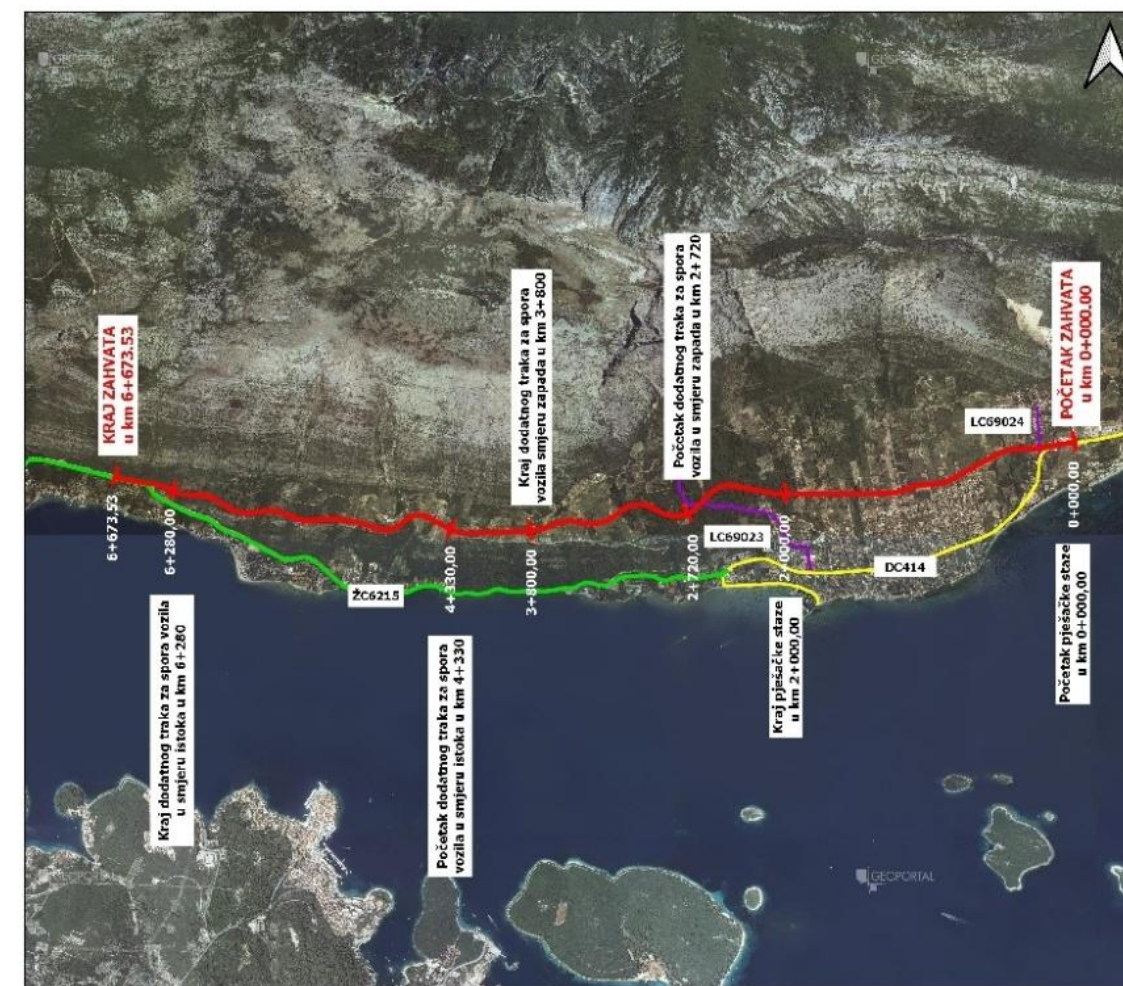 GEOPORTAL
GEOPORTAL
KRAJ ZAHVATA
u km 6+673.53
Kraj dodatnog traka za spora
vozila smjeru zapada u km 3+800
Početak dodatnog traka za spora
vozila u smjeru zapada u km 2+720
LC69024
POČETAK ZAHVATA
u km 0+000.00
6+673.53
6+280,00
4+330,00
3+800,00
2+720,00
LC69023
2+000,00
0+000,00
ŽC6215
DC414
Kraj dodatnog traka za spora vozila
u smjeru istoka u km 6+280
Početak dodatnog traka za spora
vozila u smjeru istoka u km 4+330
Kraj pješačke staze
u km 2+000,00
Početak pješačke staze
u km 0+000,00
GEOPORTAL
GEOPORTAL